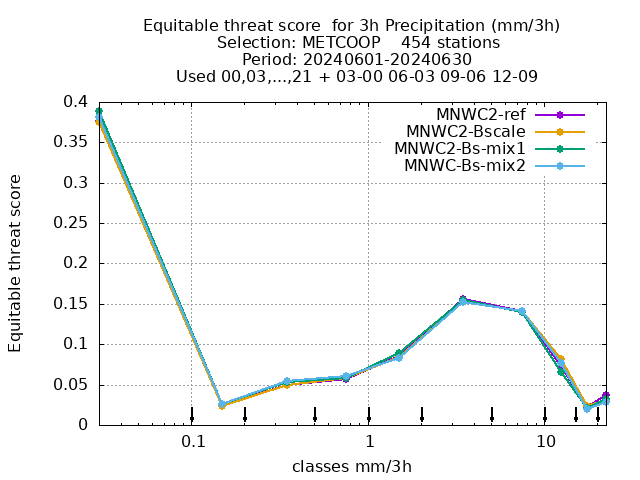 Equitable threat score  for 3h Precipitation (mm/3h)
Selection: METCOOP    454 stations
Period: 20240601-20240630
Used 00,03,...,21 + 03-00 06-03 09-06 12-09
MNWC2-ref
MNWC2-Bscale
MNWC2-Bs-mix1
MNWC-Bs-mix2
Equitable threat score
0.4
0.35
0.3
0.25
0.2
0.15
0.1
0.05
0
0.1
1
10
classes mm/3h